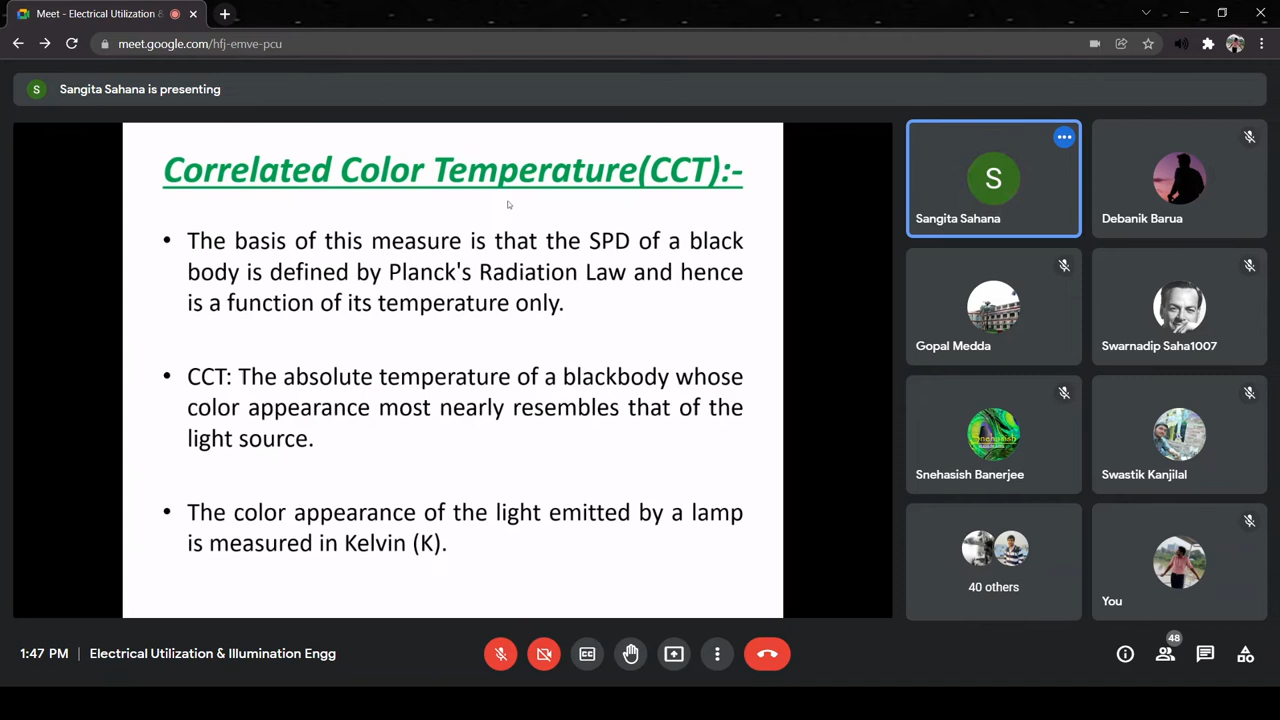 Meet - Electrical Utilization &
meet.google.com/hfj-emve-pcu
S
Sangita Sahana is presenting
Correlated Color Temperature(CCT):-
• The basis of this measure is that the SPD of a black
body is defined by Planck's Radiation Law and hence
is a function of its temperature only.
• CCT: The absolute temperature of a blackbody whose
color appearance most nearly resembles that of the
light source.
• The color appearance of the light emitted by a lamp
is measured in Kelvin (K).
S
Sangita Sahana
Debanik Barua
Gopal Medda
Swarnadip Saha1007
Snehasish Banerjee
Swastik Kanjilal
40 others
You
1:47 PM
Electrical Utilization & Illumination Engg
48